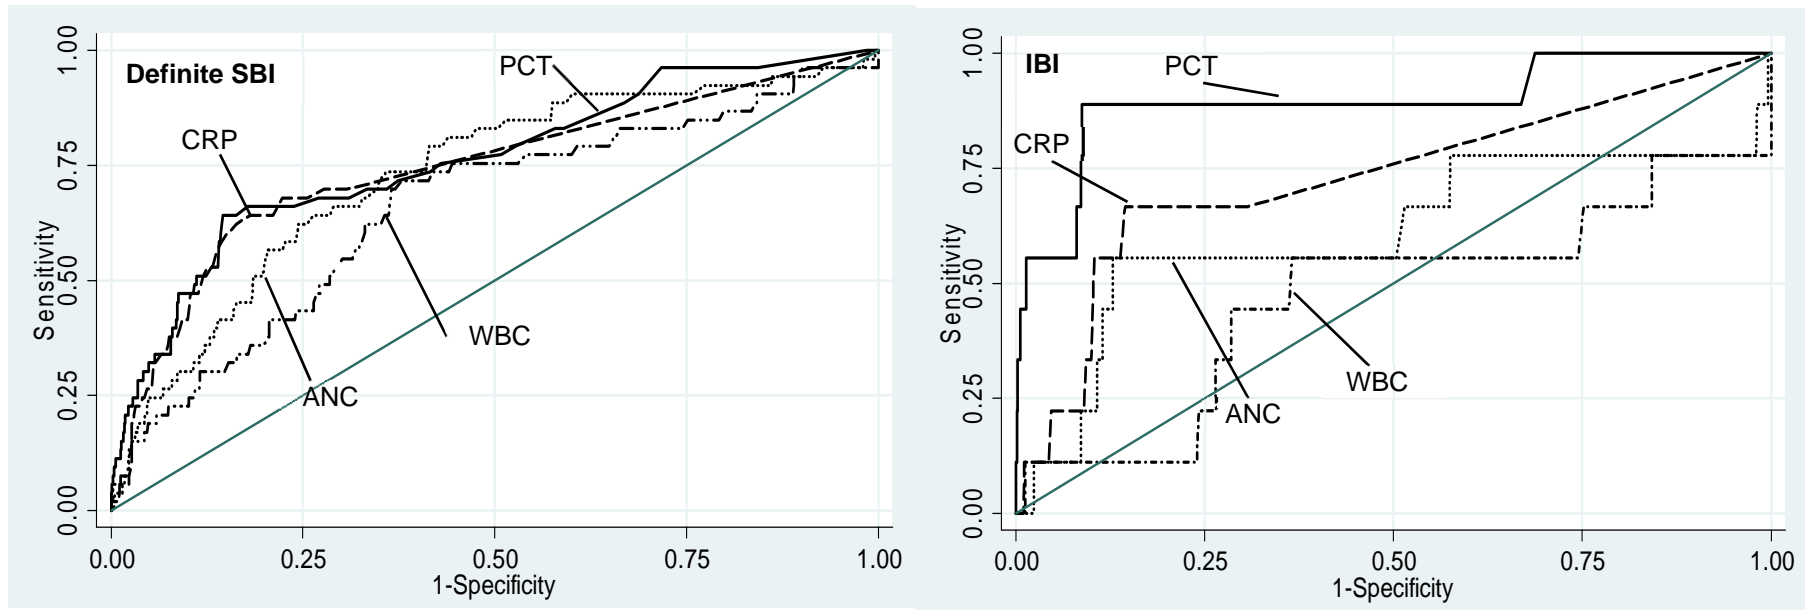 Definite SBI
PCT
CRP
WBC
ANC
Sensitivity
0.00
0.25
0.50
0.75
1.00
0.00 0.25 0.50 0.75 1.00
1-Specificity
IBI
PCT
CRP
WBC
ANC
Sensitivity
0.00
0.25
0.50
0.75
1.00
0.00 0.25 0.50 0.75 1.00
1-Specificity